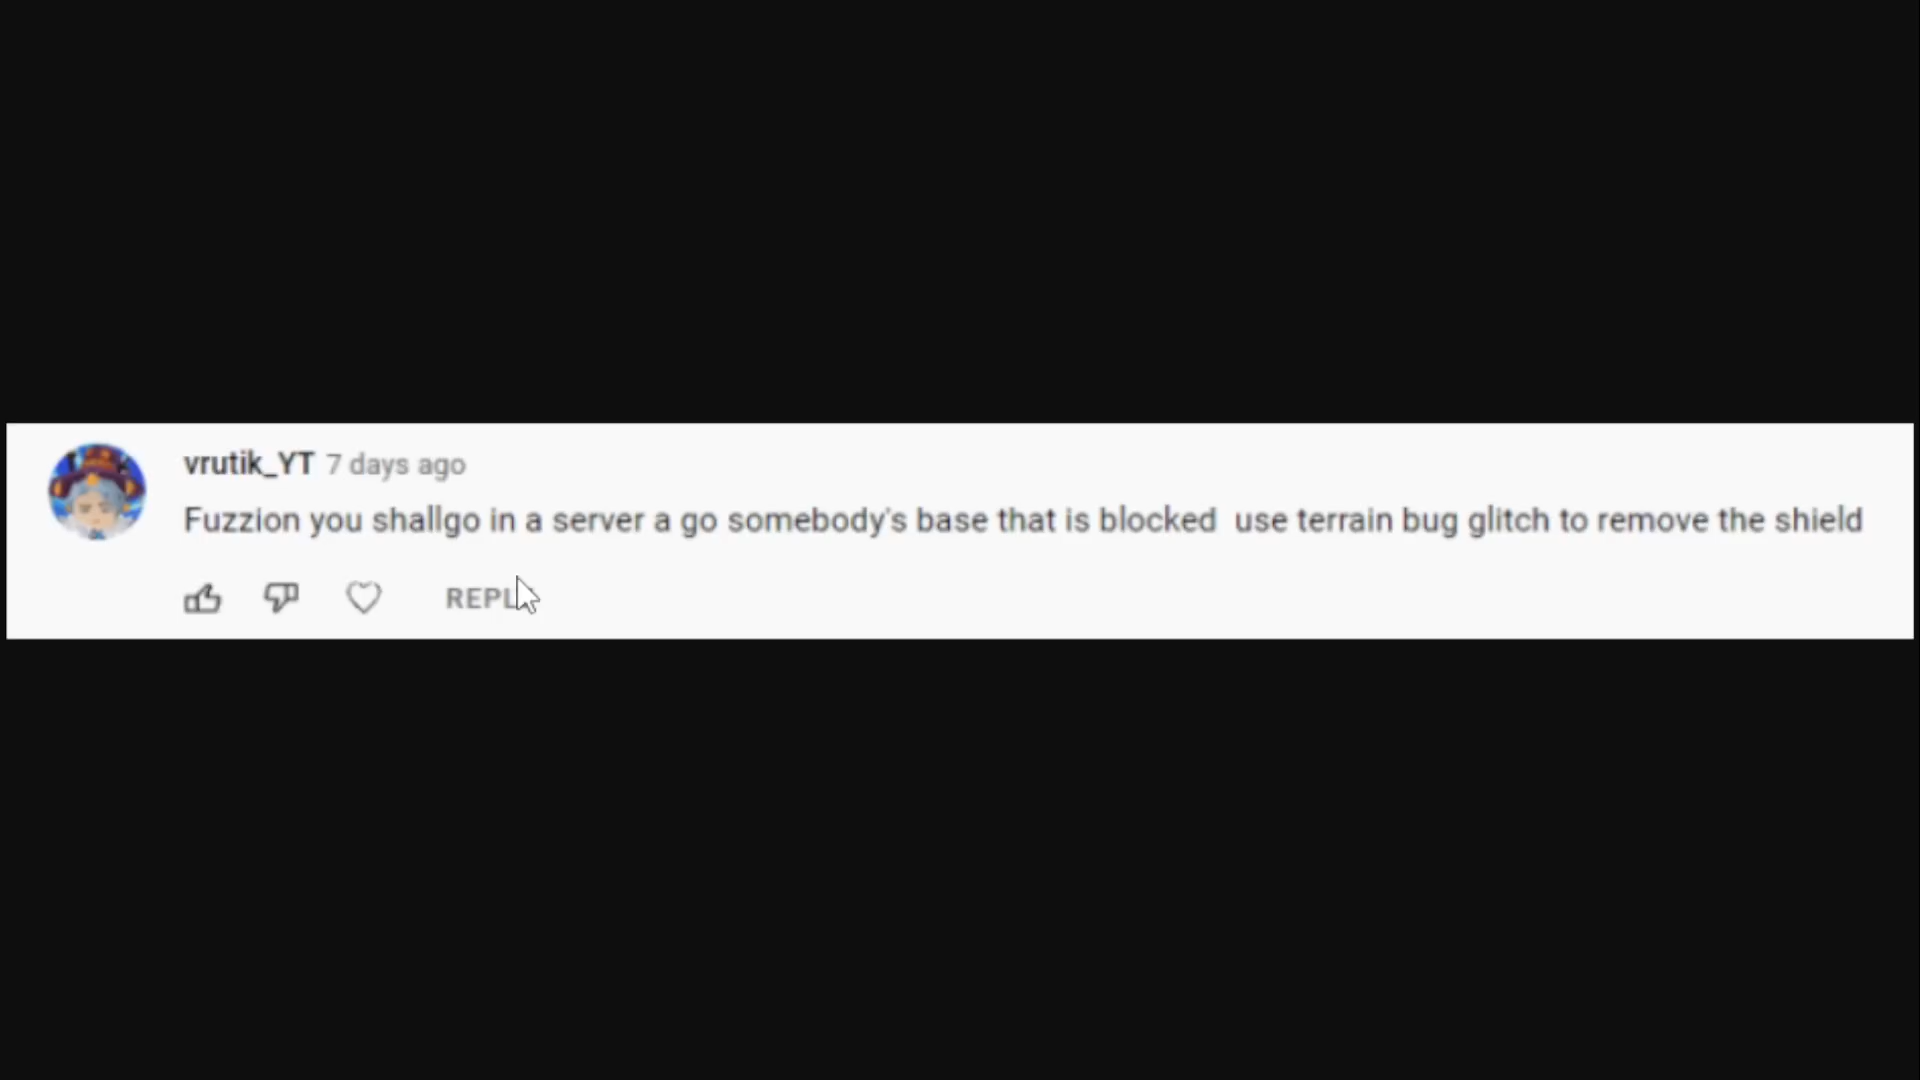 vrutik_YT 7 days ago
Fuzzion you shallgo in a server a go somebody's base that is blocked  use terrain bug glitch to remove the shield
REPL